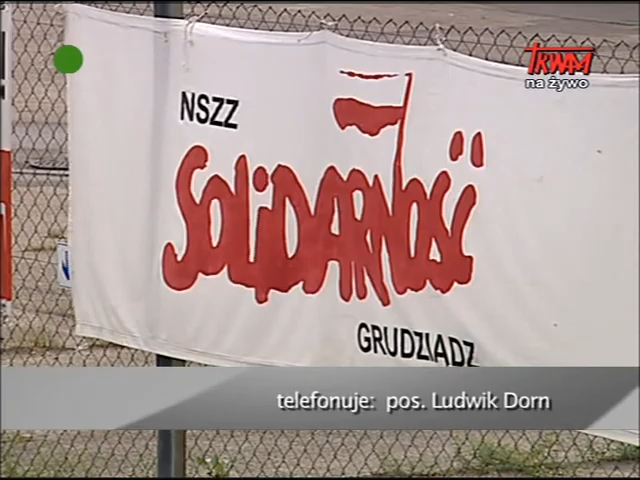 TRWAM
na żywo
NSZZ
SOLIDARNOŚĆ
GRUDZIĄDZ
telefonuje: pos. Ludwik Dorn